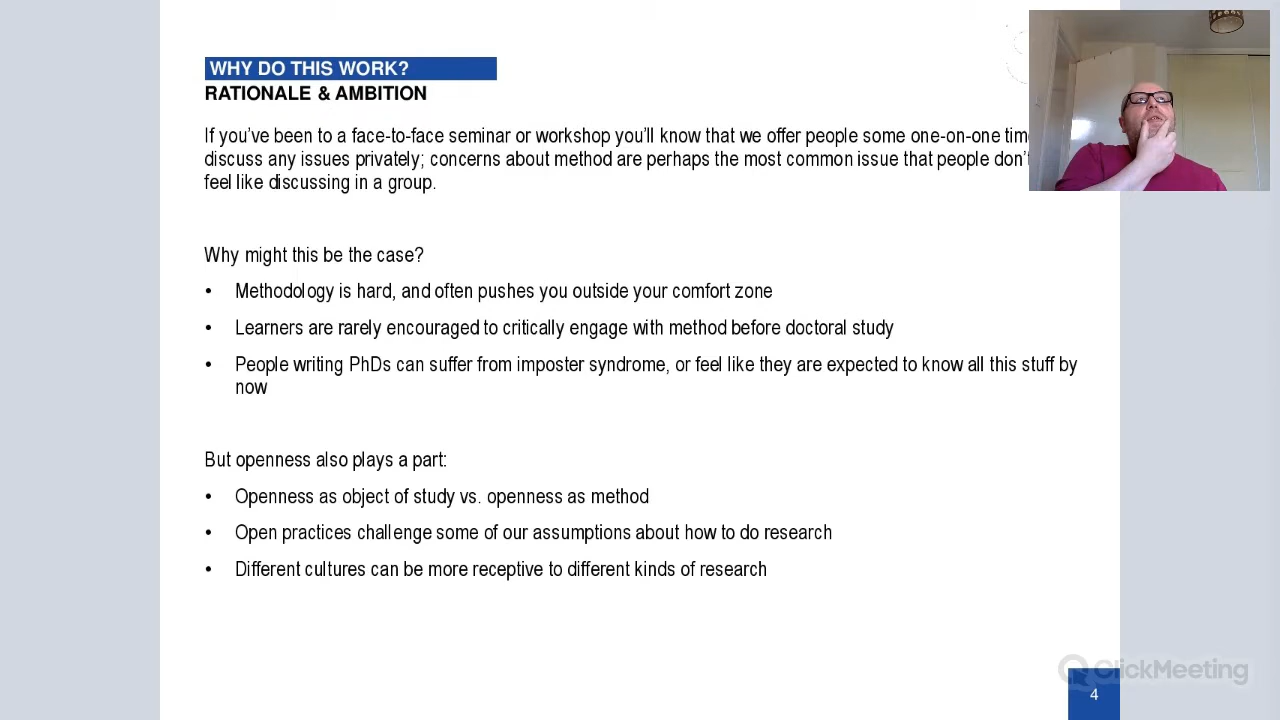 WHY DO THIS WORK?
RATIONALE & AMBITION
If you've been to a face-to-face seminar or workshop you'll know that we offer people some one-on-one
discuss any issues privately; concerns about method are perhaps the most common issue that people
feel like discussing in a group.
Why might this be the case?
• Methodology is hard, and often pushes you outside your comfort zone
• Learners are rarely encouraged to critically engage with method before doctoral study
• People writing PhDs can suffer from imposter syndrome, or feel like they are expected to know all this stuff by
now
But openness also plays a part:
• Openness as object of study vs. openness as method
• Open practices challenge some of our assumptions about how to do research
• Different cultures can be more receptive to different kinds of research
ClickMeeting
4